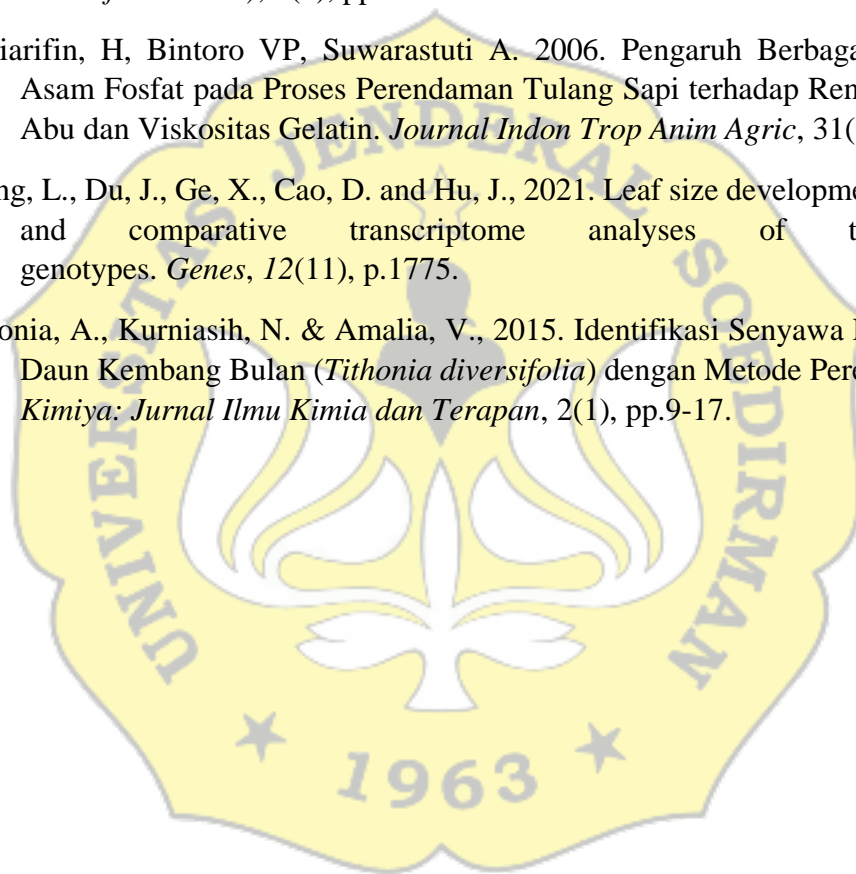 iarifin, H, Bintoro VP, Suwarastuti A. 2006. Pengaruh Berbaga
Asam Fosfat pada Proses Perendaman Tulang Sapi terhadap Ren
Abu dan Viskositas Gelatin. Journal Indon Trop Anim Agric, 31(
ng, L., Du, J., Ge, X., Cao, D. and Hu, J., 2021. Leaf size developme
and comparative transcriptome analyses of t
genotypes. Genes, 12(11), p.1775.
onia, A., Kurniasih, N. & Amalia, V., 2015. Identifikasi Senyawa
Daun Kembang Bulan (Tithonia diversifolia) dengan Metode Pere
Kimiya: Jurnal Ilmu Kimia dan Terapan, 2(1), pp.9-17.
UNIVERSITAS JENDERAL SOEDIRMAN
1963